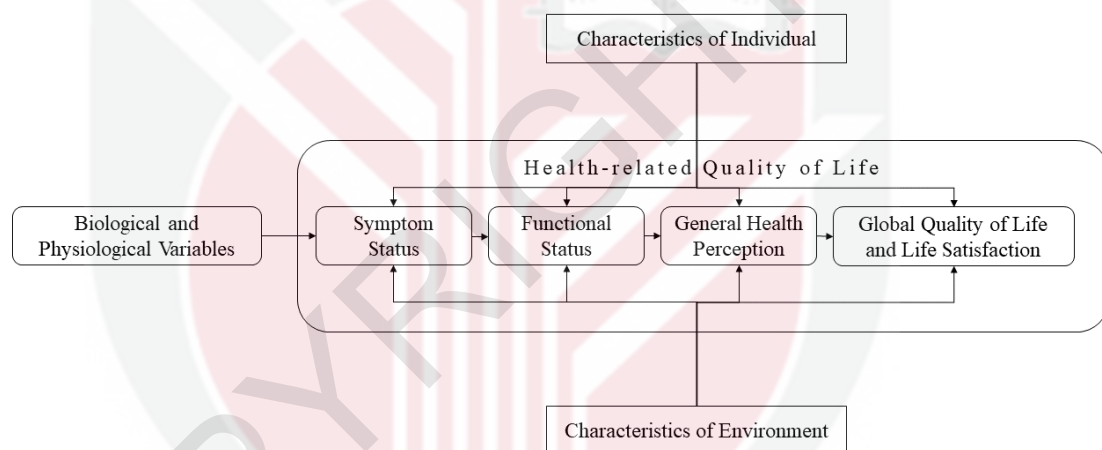 Characteristics of Individual
Health-related Quality of Life
Biological and
Physiological Variables
Symptom
Status
Functional
Status
General Health
Perception
Global Quality of Life
and Life Satisfaction
Characteristics of Environment
PYRIGH